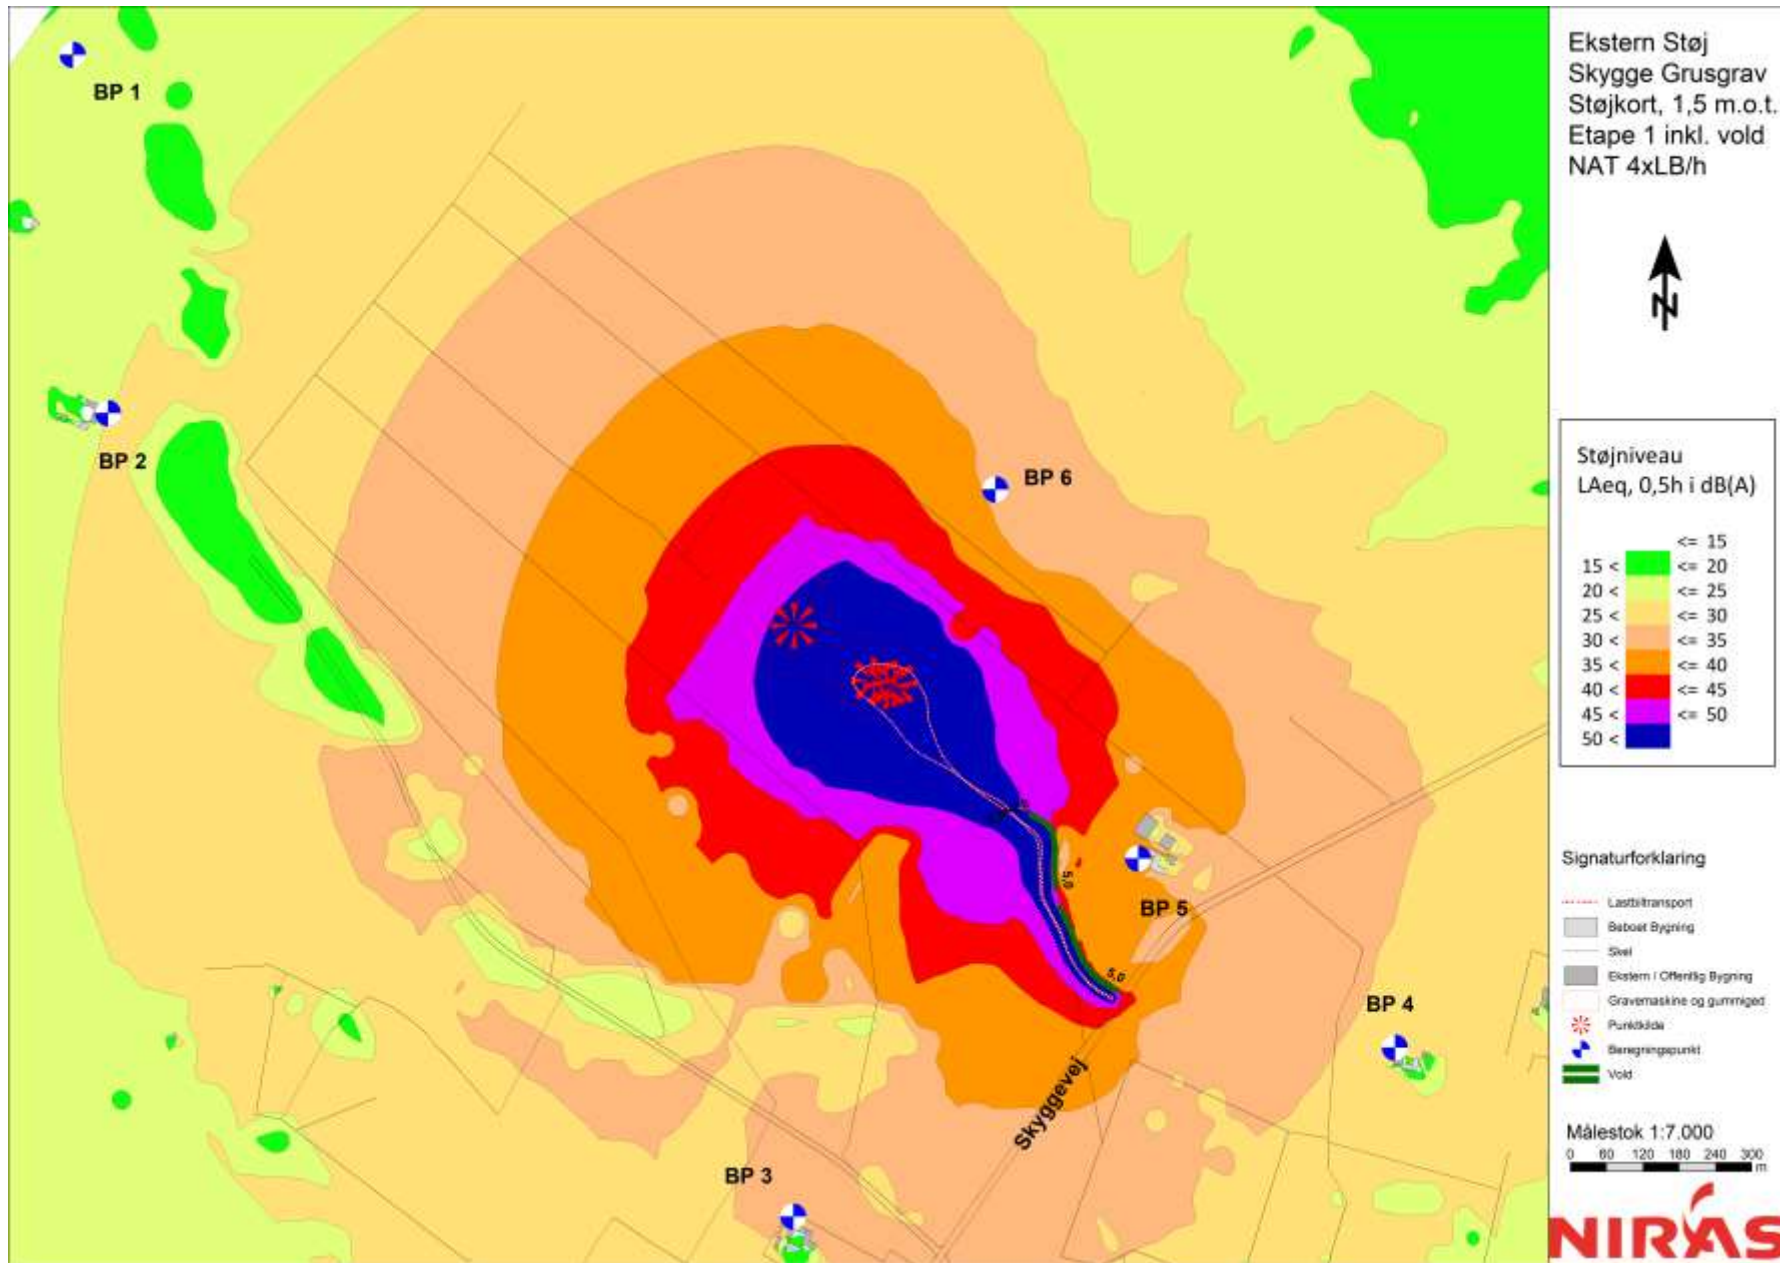 Ekstern Støj
Skygge Grusgrav
Støjkort, 1,5 m.o.t.
Etape 1 inkl. vold
NAT 4xLB/h
N
BP 1
BP 2
BP 6
BP 5
BP 4
BP 3
5,0
5,0
Skyggevej
Støjniveau
LAeq, 0,5h i dB(A)
<= 15
15 < <= 20
20 < <= 25
25 < <= 30
30 < <= 35
35 < <= 40
40 < <= 45
45 < <= 50
50 <
Signaturforklaring
Lastbiltransport
Beboet Bygning
Skel
Ekstern / Offentlig Bygning
Gravemaskine og gummiged
Punktkilde
Beregningspunkt
Vold
Målestok 1:7.000
0 60 120 180 240 300
m
NIRAS